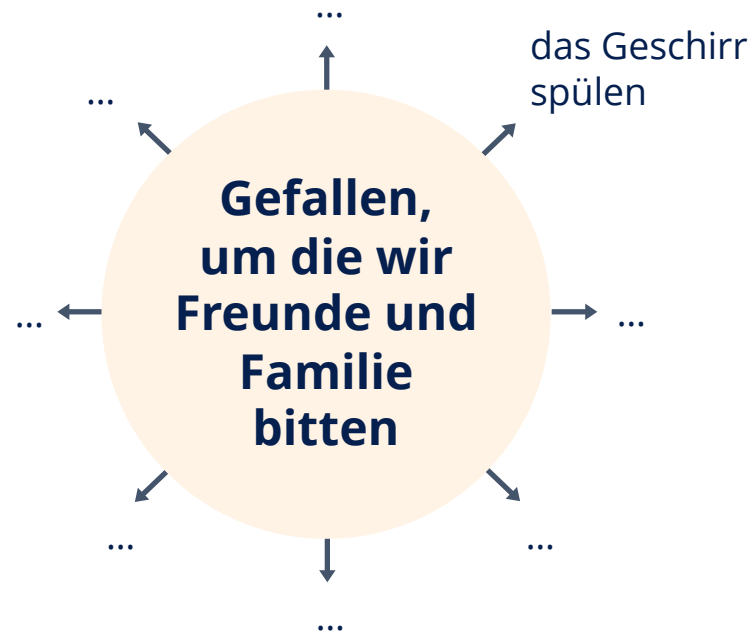 ...
das Geschirr
spülen
...
Gefallen,
um die wir
Freunde und
Familie
bitten
...
...
...
...
...